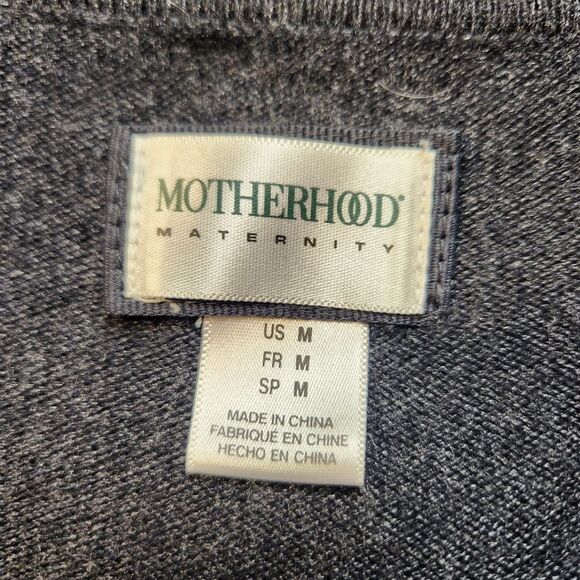 MOTHERHOOD®
MATERNITY
US M
FR M
SP M
MADE IN CHINA
FABRIQUÉ EN CHINE
HECHO EN CHINA